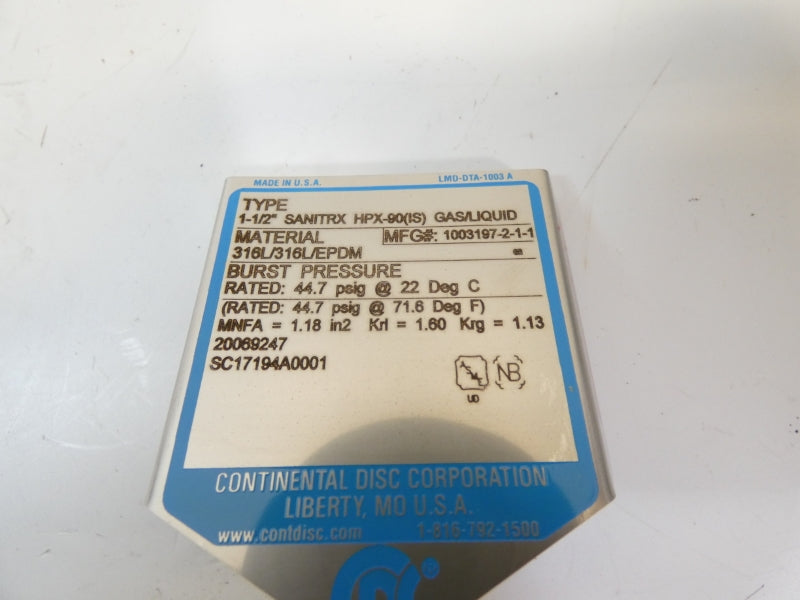 MADE IN U.S.A. LMD-DTA-1003 A
TYPE
1-1/2" SANITRX HPX-90(IS) GAS/LIQUID
MATERIAL MFG#: 1003197-2-1-1
316L/316L/EPDM
BURST PRESSURE
RATED: 44.7 psig @ 22 Deg C
(RATED: 44.7 psig @ 71.6 Deg F)
MNFA = 1.18 in2 Krl = 1.60 Krg = 1.13
20069247
SC17194A0001
ASME NB
UD
CONTINENTAL DISC CORPORATION
LIBERTY, MO U.S.A.
www.contdisc.com 1-816-792-1500
®